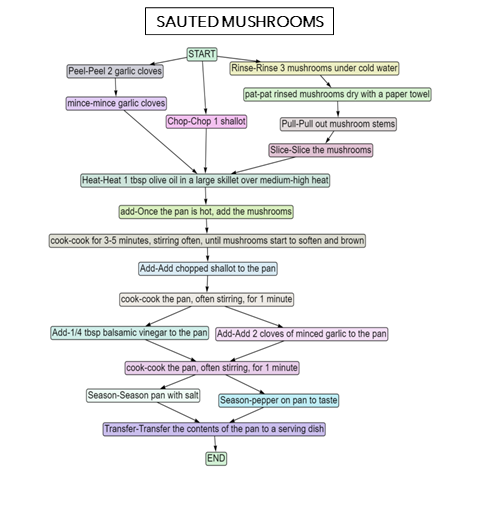 SAUTED MUSHROOMS
START
Peel-Peel 2 garlic cloves
Rinse-Rinse 3 mushrooms under cold water
mince-mince garlic cloves
pat-pat rinsed mushrooms dry with a paper towel
Chop-Chop 1 shallot
Pull-Pull out mushroom stems
Slice-Slice the mushrooms
Heat-Heat 1 tbsp olive oil in a large skillet over medium-high heat
add-Once the pan is hot, add the mushrooms
cook-cook for 3-5 minutes, stirring often, until mushrooms start to soften and brown
Add-Add chopped shallot to the pan
cook-cook the pan, often stirring, for 1 minute
Add-1/4 tbsp balsamic vinegar to the pan
Add-Add 2 cloves of minced garlic to the pan
cook-cook the pan, often stirring, for 1 minute
Season-Season pan with salt
Season-pepper on pan to taste
Transfer-Transfer the contents of the pan to a serving dish
END